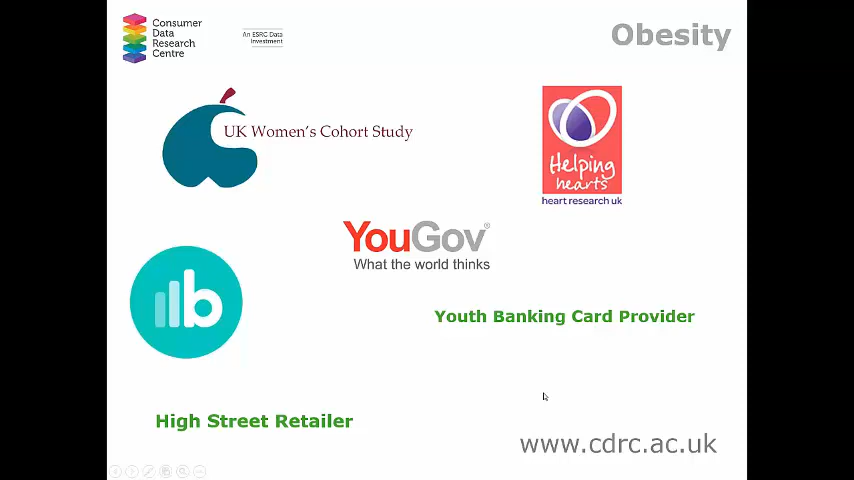 Consumer
Data
Research
Centre
An ESRC Data
Investment
Obesity
UK Women's Cohort Study
Helping
hearts
heart research uk
YouGov®
What the world thinks
b
Youth Banking Card Provider
High Street Retailer
www.cdrc.ac.uk